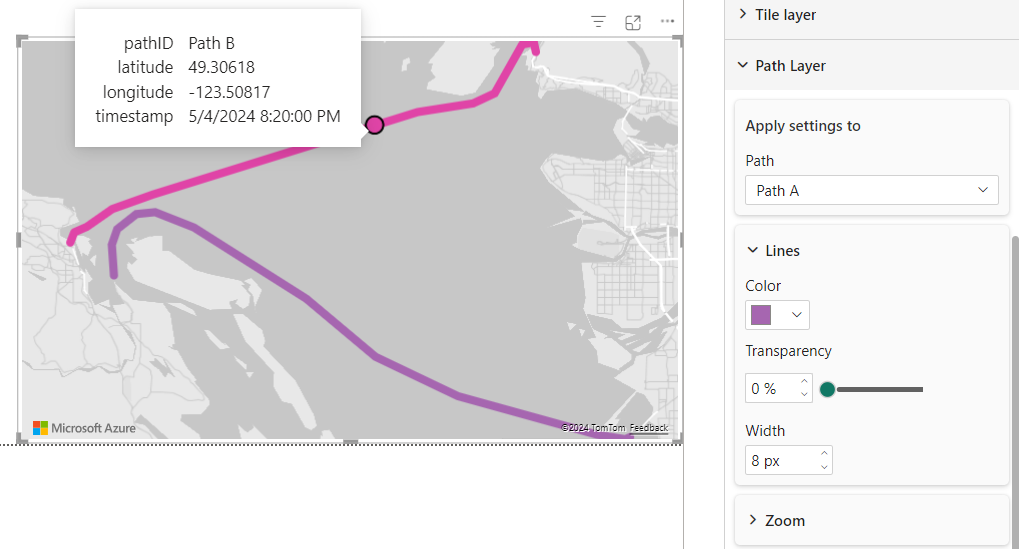 pathID Path B
latitude 49.30618
longitude -123.50817
timestamp 5/4/2024 8:20:00 PM
Microsoft Azure
©2024 TomTom Feedback
Tile layer
Path Layer
Apply settings to
Path
Path A
Lines
Color
Transparency
0 %
Width
8 px
Zoom